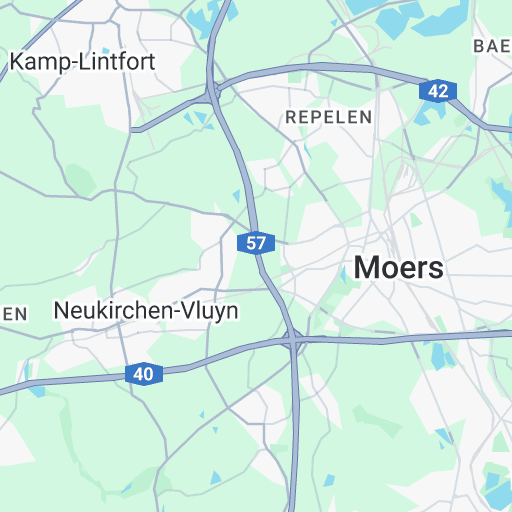 BAE
Kamp-Lintfort
42
REPELEN
57
Moers
EN
Neukirchen-Vluyn
40